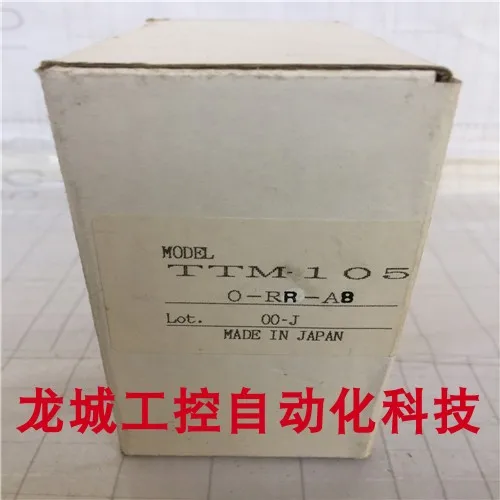 MODEL
TTM-105
0-RR-A8
Lot. 00-J
MADE IN JAPAN
龙城工控自动化科技